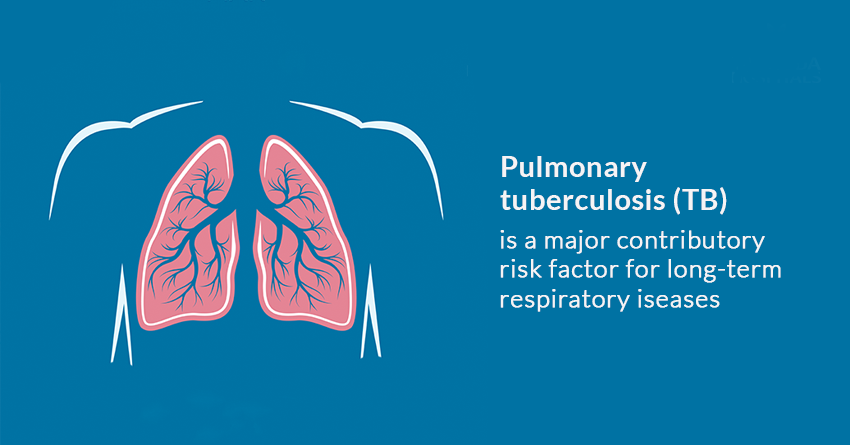 Pulmonary
tuberculosis (TB)
is a major contributory
risk factor for long-term
respiratory iseases